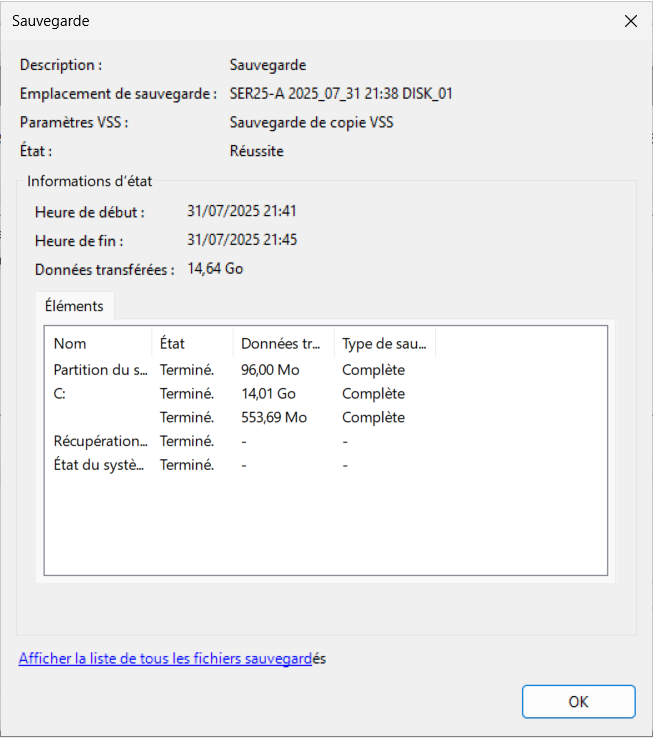 Sauvegarde
Description : Sauvegarde
Emplacement de sauvegarde : SER25-A 2025_07_31 21:38 DISK_01
Paramètres VSS : Sauvegarde de copie VSS
État : Réussite
Informations d'état
Heure de début : 31/07/2025 21:41
Heure de fin : 31/07/2025 21:45
Données transférées : 14,64 Go
Éléments
Nom État Données tr... Type de sau...
Partition du s... Terminé. 96,00 Mo Complète
C: Terminé. 14,01 Go Complète
Terminé. 553,69 Mo Complète
Récupération... Terminé. - -
État du systè... Terminé. - -
Afficher la liste de tous les fichiers sauvegardés
OK